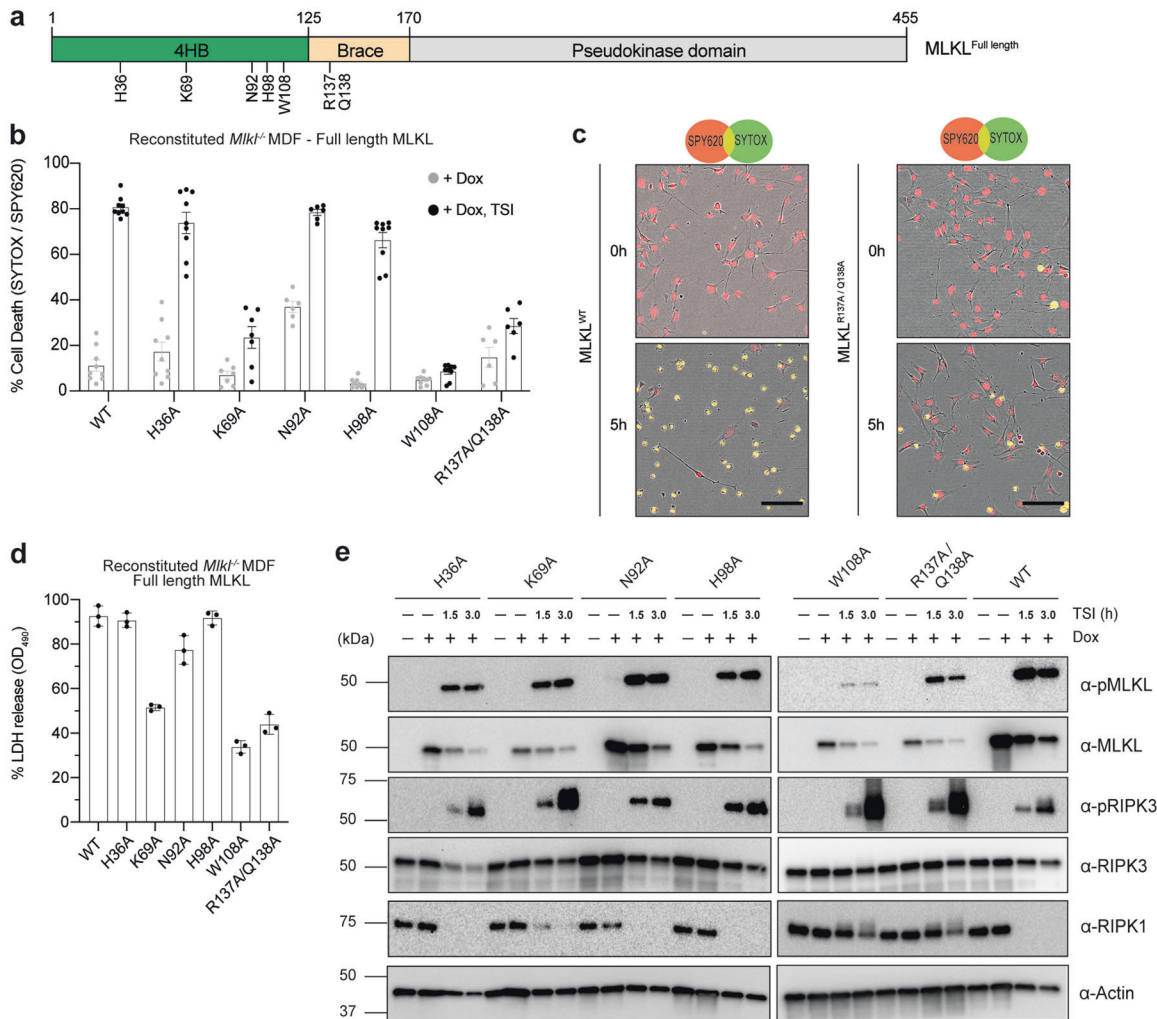 a
1 125 170 455
4HB Brace Pseudokinase domain MLKL^Full length
H36 K69 N92 H98 W108 R137 Q138
b
Reconstituted Mlkl-/- MDF - Full length MLKL
% Cell Death (SYTOX / SPY620)
100
80
60
40
20
0
+ Dox
+ Dox, TSI
WT H36A K69A N92A H98A W108A R137A/Q138A
c
SPY620 SYTOX SPY620 SYTOX
MLKL^WT
0h
5h
MLKL^R137A / Q138A
0h
5h
d
Reconstituted Mlkl-/- MDF
Full length MLKL
% LDH release (OD490)
100
80
60
40
20
0
WT H36A K69A N92A H98A W108A R137A/Q138A
e
H36A K69A N92A H98A W108A R137A / Q138A WT
— — 1.5 3.0 — — 1.5 3.0 — — 1.5 3.0 — — 1.5 3.0 — — 1.5 3.0 — — 1.5 3.0 — — 1.5 3.0 TSI (h)
(kDa) — + + + — + + + — + + + — + + + — + + + — + + + — + + + Dox
50 α-pMLKL
50 α-MLKL
75
50 α-pRIPK3
50 α-RIPK3
75 α-RIPK1
50
37 α-Actin